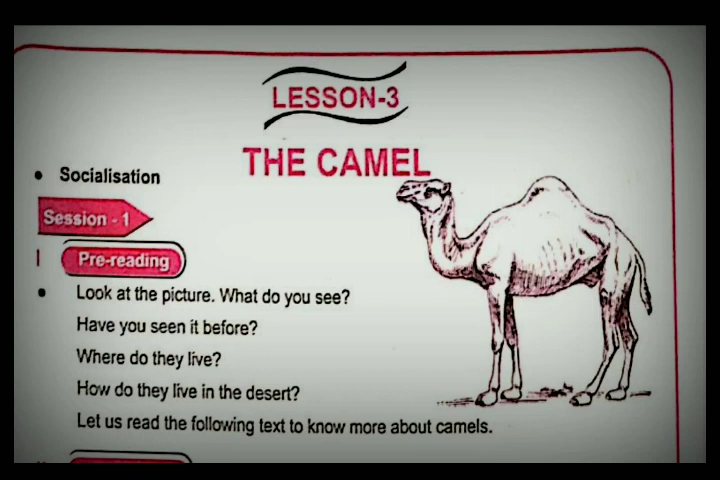 LESSON-3
THE CAMEL
• Socialisation
Session - 1
I Pre-reading
• Look at the picture. What do you see?
Have you seen it before?
Where do they live?
How do they live in the desert?
Let us read the following text to know more about camels.